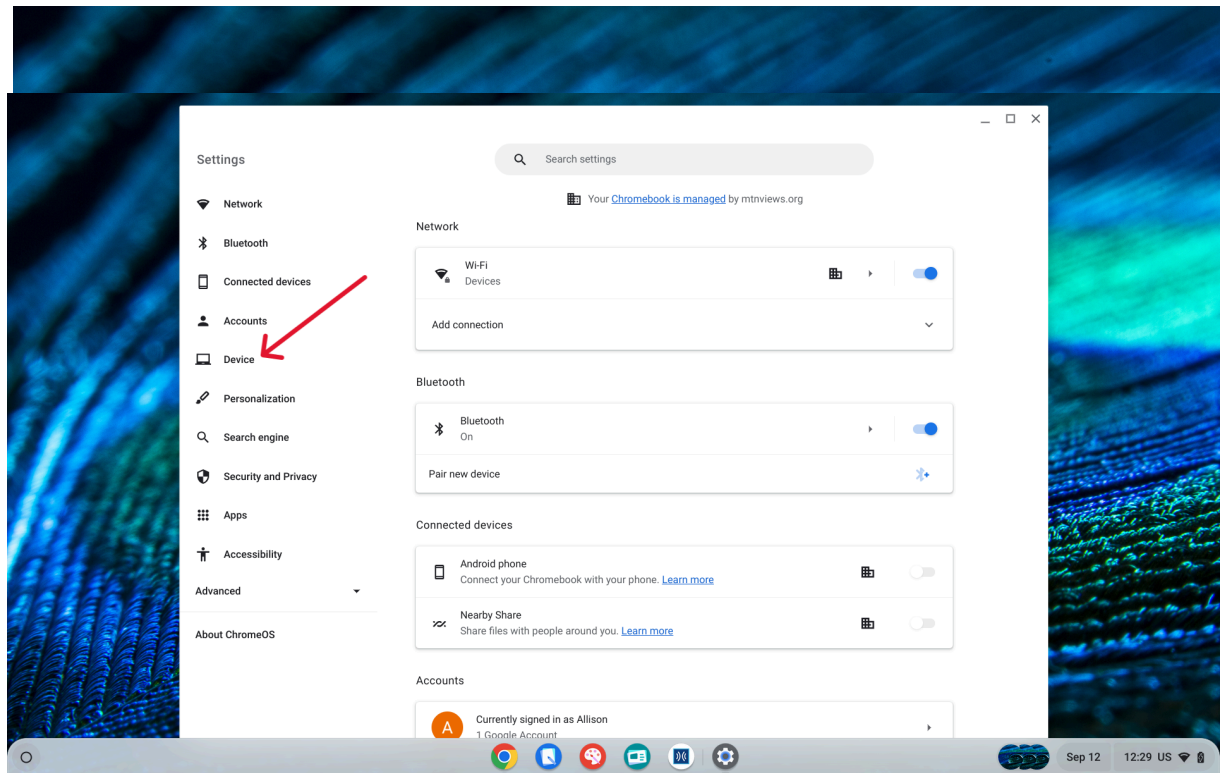 Settings
Search settings
Your Chromebook is managed by mtnviews.org
Network
Bluetooth
Connected devices
Accounts
Device
Personalization
Search engine
Security and Privacy
Apps
Accessibility
Advanced
About ChromeOS
Network
Wi-Fi
Devices
Add connection
Bluetooth
Bluetooth
On
Pair new device
Connected devices
Android phone
Connect your Chromebook with your phone. Learn more
Nearby Share
Share files with people around you. Learn more
Accounts
A
Currently signed in as Allison
1 Google Account
Sep 12
12:29 US